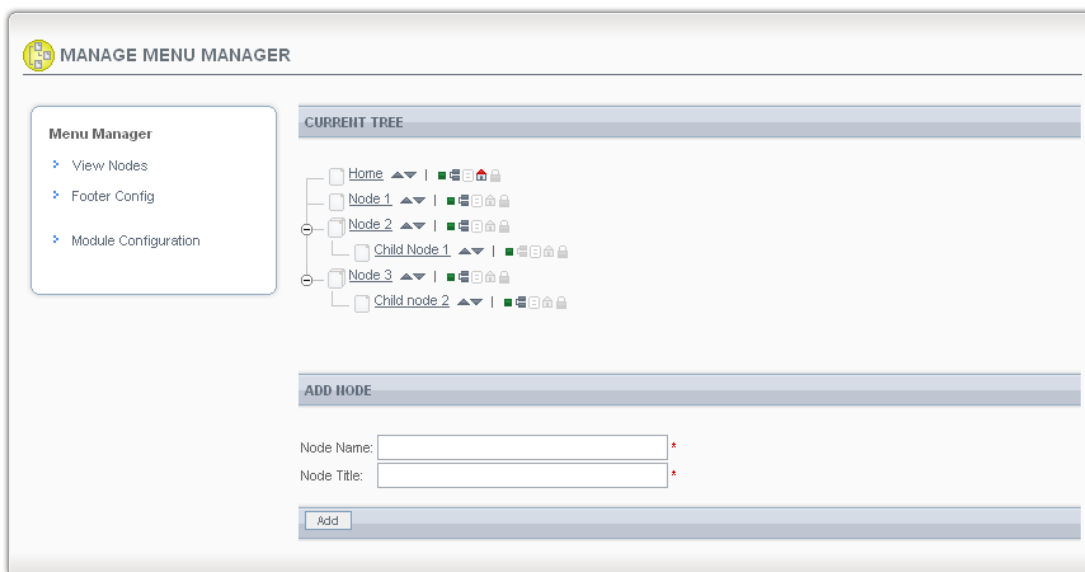 MANAGE MENU MANAGER
Menu Manager
View Nodes
Footer Config
Module Configuration
CURRENT TREE
Home |
Node 1 |
Node 2 |
Child Node 1 |
Node 3 |
Child node 2 |
ADD NODE
Node Name: *
Node Title: *
Add